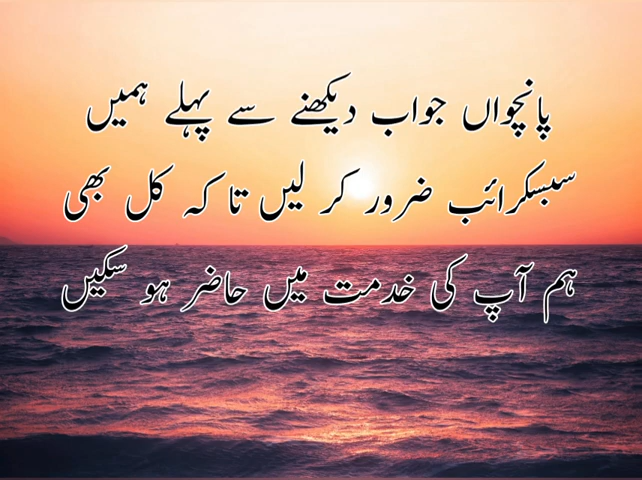 پانچواں جواب دیکھنے سے پہلے ہمیں
سبسکرائب ضرور کر لیں تا کہ کل بھی
ہم آپ کی خدمت میں حاضر ہو سکیں